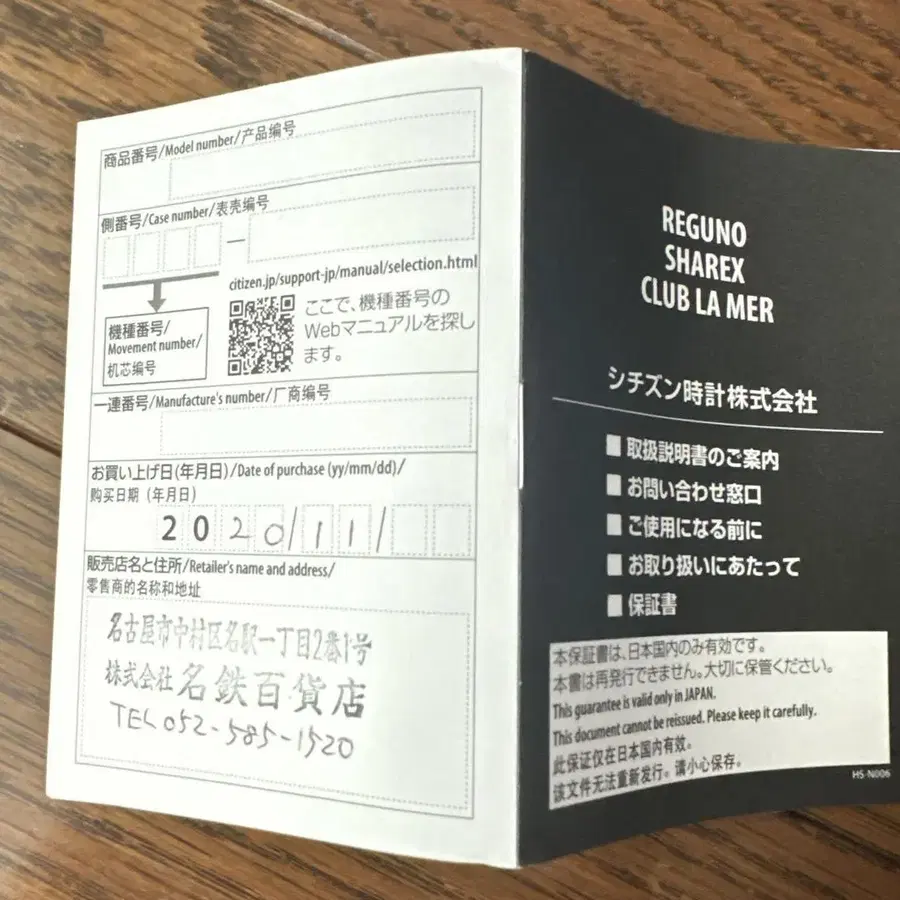 商品番号/Model number/产品编号
側番号/Case number/表壳编号
—
citizen.jp/support-jp/manual/selection.html
機種番号/
Movement number/
机芯编号
ここで、機種番号の
Webマニュアルを探し
ます。
一連番号/Manufacture's number/厂商编号
お買い上げ日(年月日)/Date of purchase (yy/mm/dd)/
购买日期（年月日）
2020/11/
販売店名と住所/Retailer's name and address/
零售商的名称和地址
名古屋市中村区名駅一丁目2番1号
株式会社 名鉄百貨店
TEL 052-585-1520
REGUNO
SHAREX
CLUB LA MER
シチズン時計株式会社
■ 取扱説明書のご案内
■ お問い合わせ窓口
■ ご使用になる前に
■ お取り扱いにあたって
■ 保証書
本保証書は、日本国内のみ有効です。
本書は再発行できません。大切に保管ください。
This guarantee is valid only in JAPAN.
This document cannot be reissued. Please keep it carefully.
此保证仅在日本国内有效。
该文件无法重新发行。请小心保存。
HS-N006